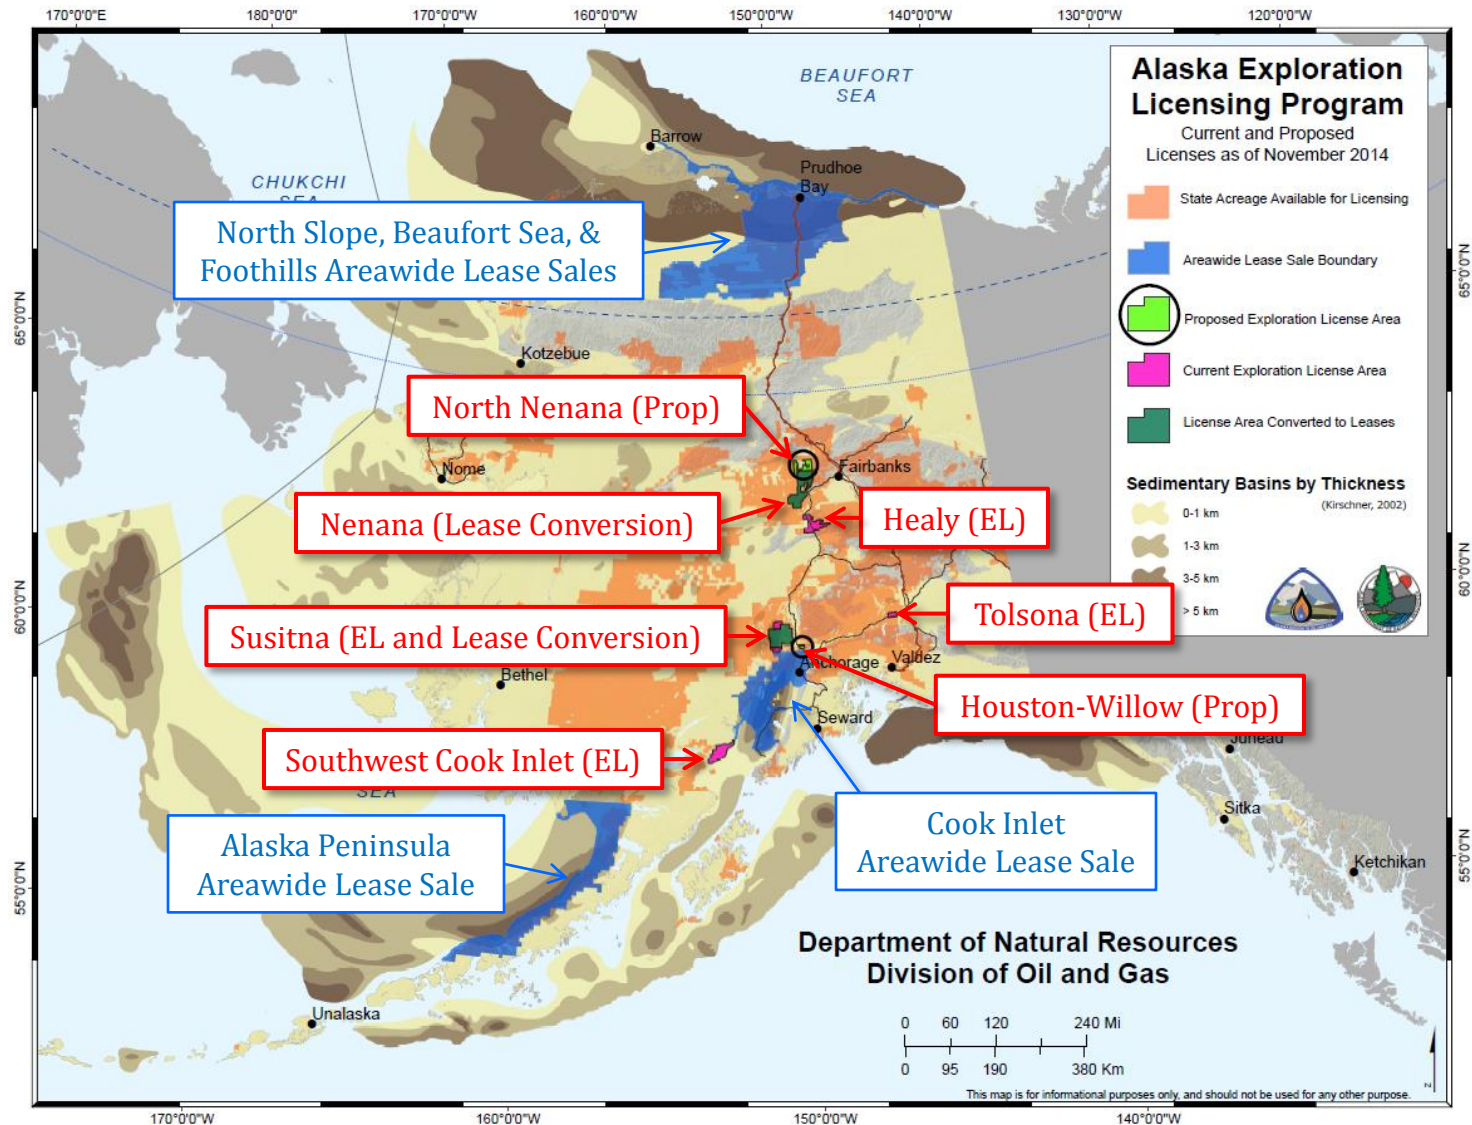 170°0'0"E
180°0'0"
170°0'0"W
160°0'0"W
150°0'0"W
140°0'0"W
130°0'0"W
120°0'0"W
BEAUFORT
SEA
Alaska Exploration
Licensing Program
Current and Proposed
Licenses as of November 2014
State Acreage Available for Licensing
Areawide Lease Sale Boundary
Proposed Exploration License Area
Current Exploration License Area
License Area Converted to Leases
Sedimentary Basins by Thickness
(Kirschner, 2002)
0-1 km
1-3 km
3-5 km
> 5 km
Barrow
Prudhoe
Bay
CHUKCHI
SEA
North Slope, Beaufort Sea, &
Foothills Areawide Lease Sales
65°0'0"N
65°0'0"N
Kotzebue
North Nenana (Prop)
Nome
Fairbanks
Nenana (Lease Conversion)
Healy (EL)
60°0'0"N
60°0'0"N
Tolsona (EL)
Susitna (EL and Lease Conversion)
Anchorage
Valdez
Bethel
Houston-Willow (Prop)
Seward
Juneau
Southwest Cook Inlet (EL)
SEA
Sitka
Alaska Peninsula
Areawide Lease Sale
Cook Inlet
Areawide Lease Sale
Ketchikan
55°0'0"N
55°0'0"N
Department of Natural Resources
Division of Oil and Gas
Unalaska
0 60 120 240 Mi
0 95 190 380 Km
N
This map is for informational purposes only, and should not be used for any other purpose.
170°0'0"W
160°0'0"W
150°0'0"W
140°0'0"W